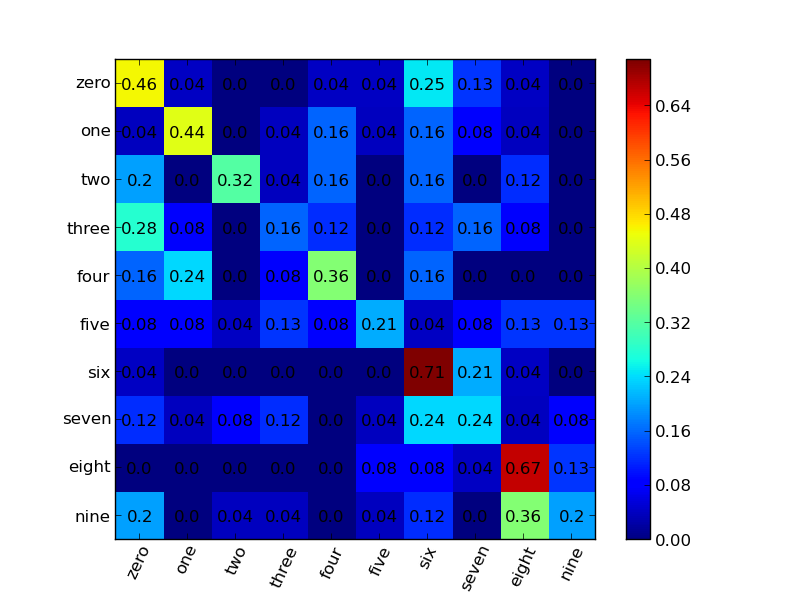 zero 0.46 0.04 0.0 0.0 0.04 0.04 0.25 0.13 0.04 0.0
one 0.04 0.44 0.0 0.04 0.16 0.04 0.16 0.08 0.04 0.0
two 0.2 0.0 0.32 0.04 0.16 0.0 0.16 0.0 0.12 0.0
three 0.28 0.08 0.0 0.16 0.12 0.0 0.12 0.16 0.08 0.0
four 0.16 0.24 0.0 0.08 0.36 0.0 0.16 0.0 0.0 0.0
five 0.08 0.08 0.04 0.13 0.08 0.21 0.04 0.08 0.13 0.13
six 0.04 0.0 0.0 0.0 0.0 0.0 0.71 0.21 0.04 0.0
seven 0.12 0.04 0.08 0.12 0.0 0.04 0.24 0.24 0.04 0.08
eight 0.0 0.0 0.0 0.0 0.0 0.08 0.08 0.04 0.67 0.13
nine 0.2 0.0 0.04 0.04 0.0 0.04 0.12 0.0 0.36 0.2
zero one two three four five six seven eight nine
0.64
0.56
0.48
0.40
0.32
0.24
0.16
0.08
0.00